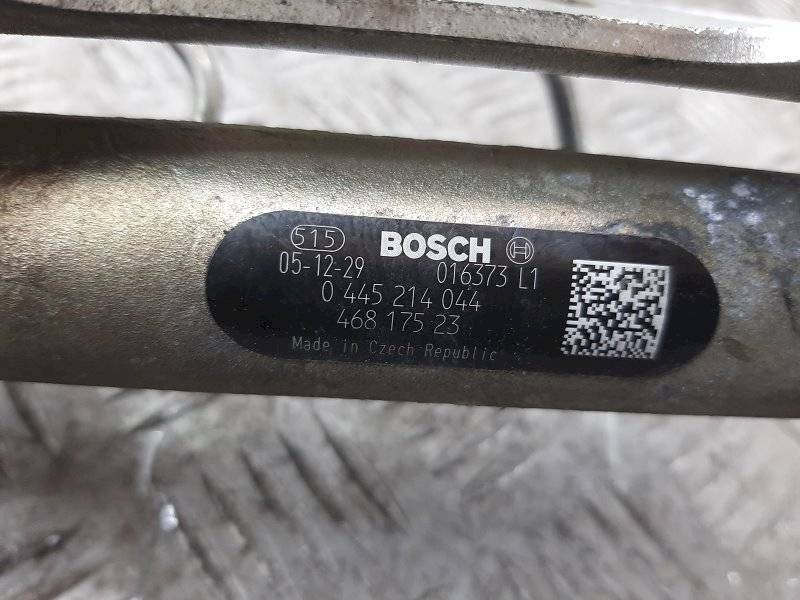 515 BOSCH
05-12-29 016373 L1
0 445 214 044
468 175 23
Made in Czech Republic